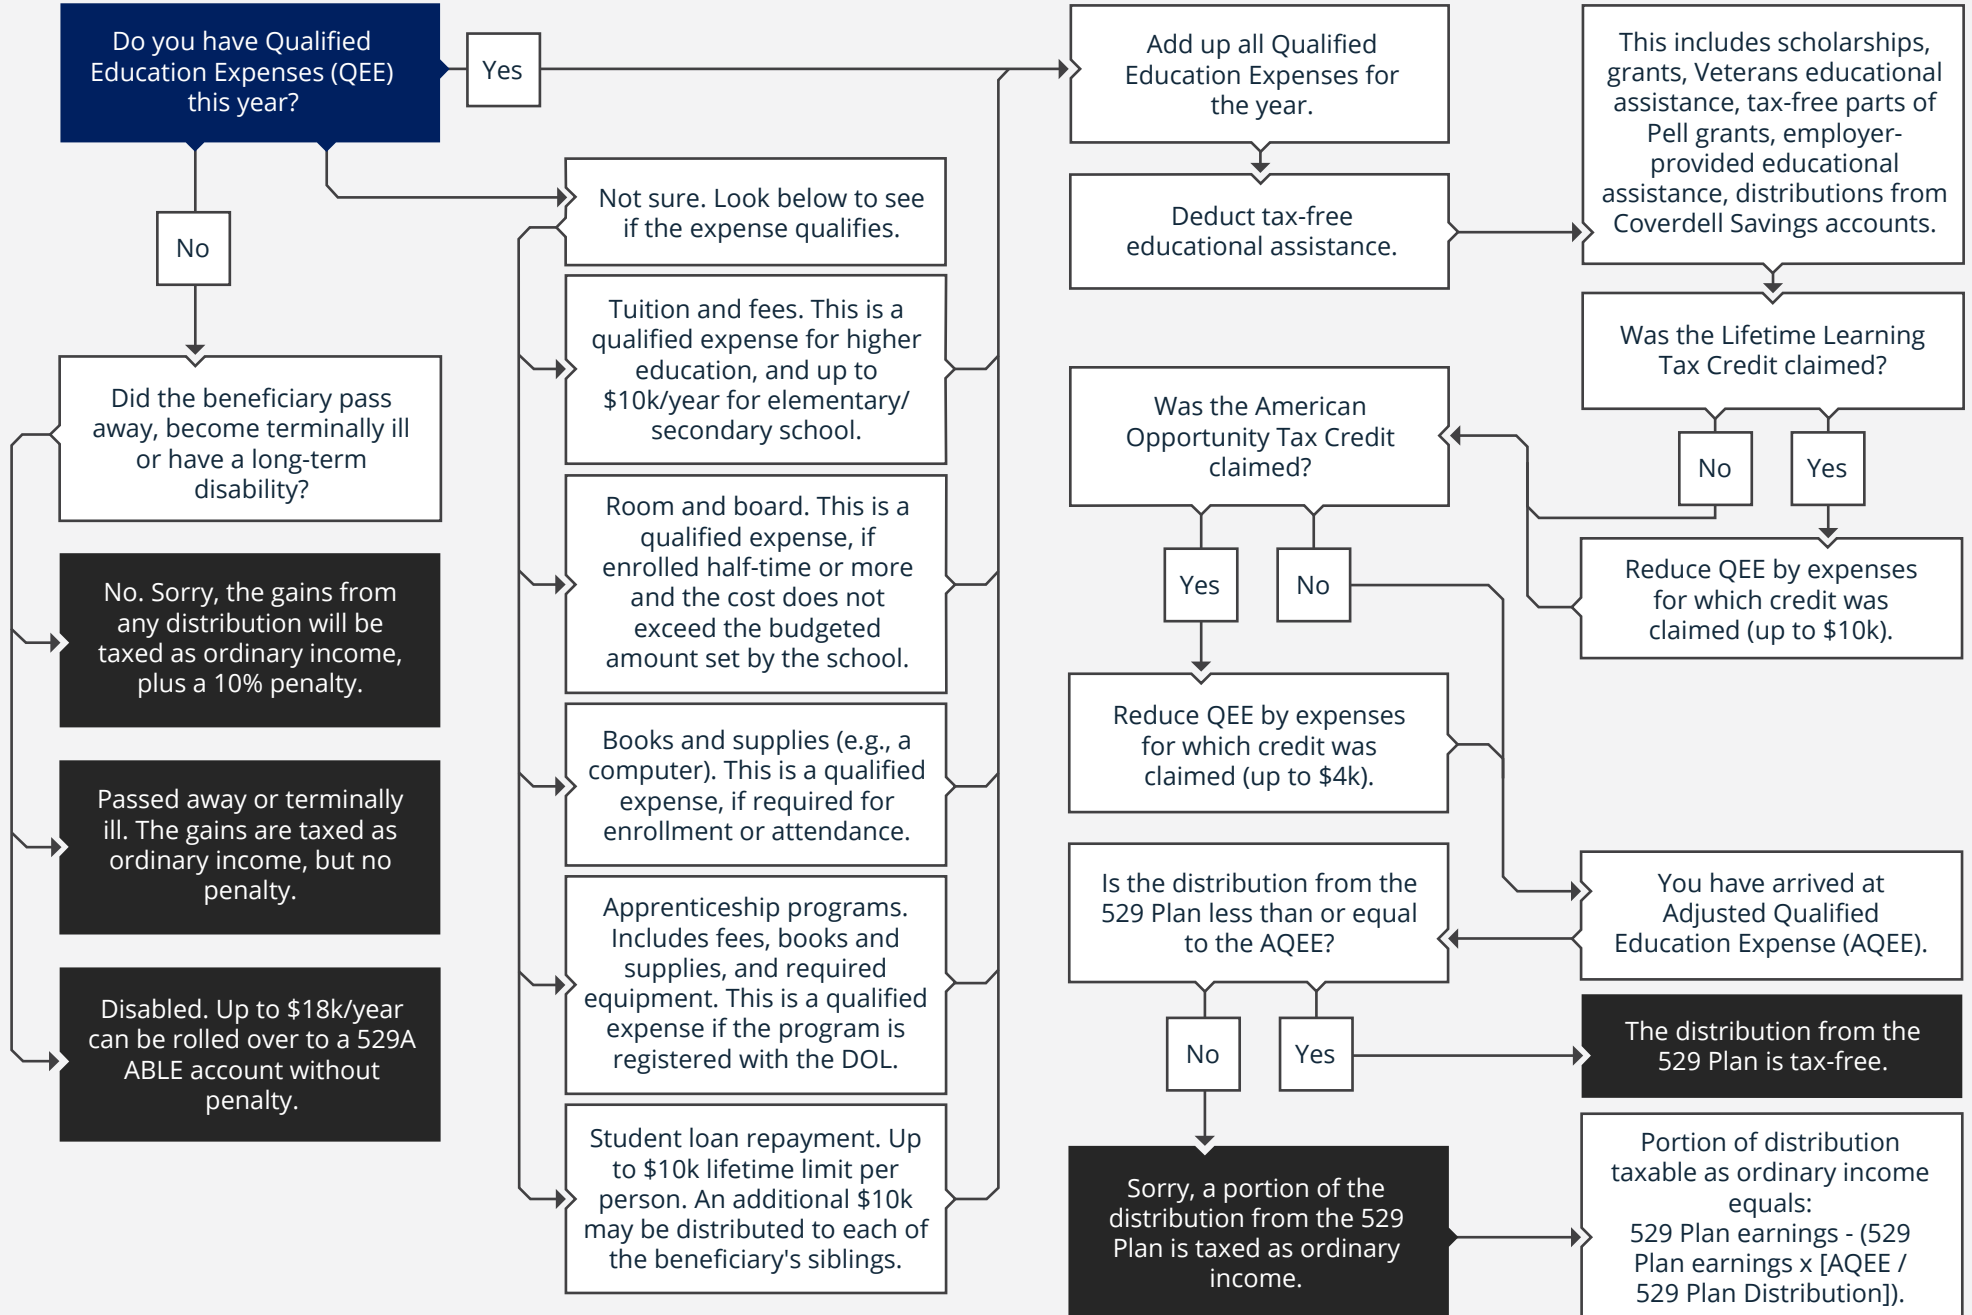 Do you have Qualified
Education Expenses (QEE)
this year?
Yes
No
Did the beneficiary pass
away, become terminally ill
or have a long-term
disability?
No. Sorry, the gains from
any distribution will be
taxed as ordinary income,
plus a 10% penalty.
Passed away or terminally
ill. The gains are taxed as
ordinary income, but no
penalty.
Disabled. Up to $18k/year
can be rolled over to a 529A
ABLE account without
penalty.
Not sure. Look below to see
if the expense qualifies.
Tuition and fees. This is a
qualified expense for higher
education, and up to
$10k/year for elementary/
secondary school.
Room and board. This is a
qualified expense, if
enrolled half-time or more
and the cost does not
exceed the budgeted
amount set by the school.
Books and supplies (e.g., a
computer). This is a qualified
expense, if required for
enrollment or attendance.
Apprenticeship programs.
Includes fees, books and
supplies, and required
equipment. This is a qualified
expense if the program is
registered with the DOL.
Student loan repayment. Up
to $10k lifetime limit per
person. An additional $10k
may be distributed to each of
the beneficiary's siblings.
Add up all Qualified
Education Expenses for
the year.
Deduct tax-free
educational assistance.
This includes scholarships,
grants, Veterans educational
assistance, tax-free parts of
Pell grants, employer-
provided educational
assistance, distributions from
Coverdell Savings accounts.
Was the Lifetime Learning
Tax Credit claimed?
No
Yes
Reduce QEE by expenses
for which credit was
claimed (up to $10k).
Was the American
Opportunity Tax Credit
claimed?
Yes
No
Reduce QEE by expenses
for which credit was
claimed (up to $4k).
You have arrived at
Adjusted Qualified
Education Expense (AQEE).
Is the distribution from the
529 Plan less than or equal
to the AQEE?
No
Yes
The distribution from the
529 Plan is tax-free.
Sorry, a portion of the
distribution from the 529
Plan is taxed as ordinary
income.
Portion of distribution
taxable as ordinary income
equals:
529 Plan earnings - (529
Plan earnings x [AQEE /
529 Plan Distribution]).